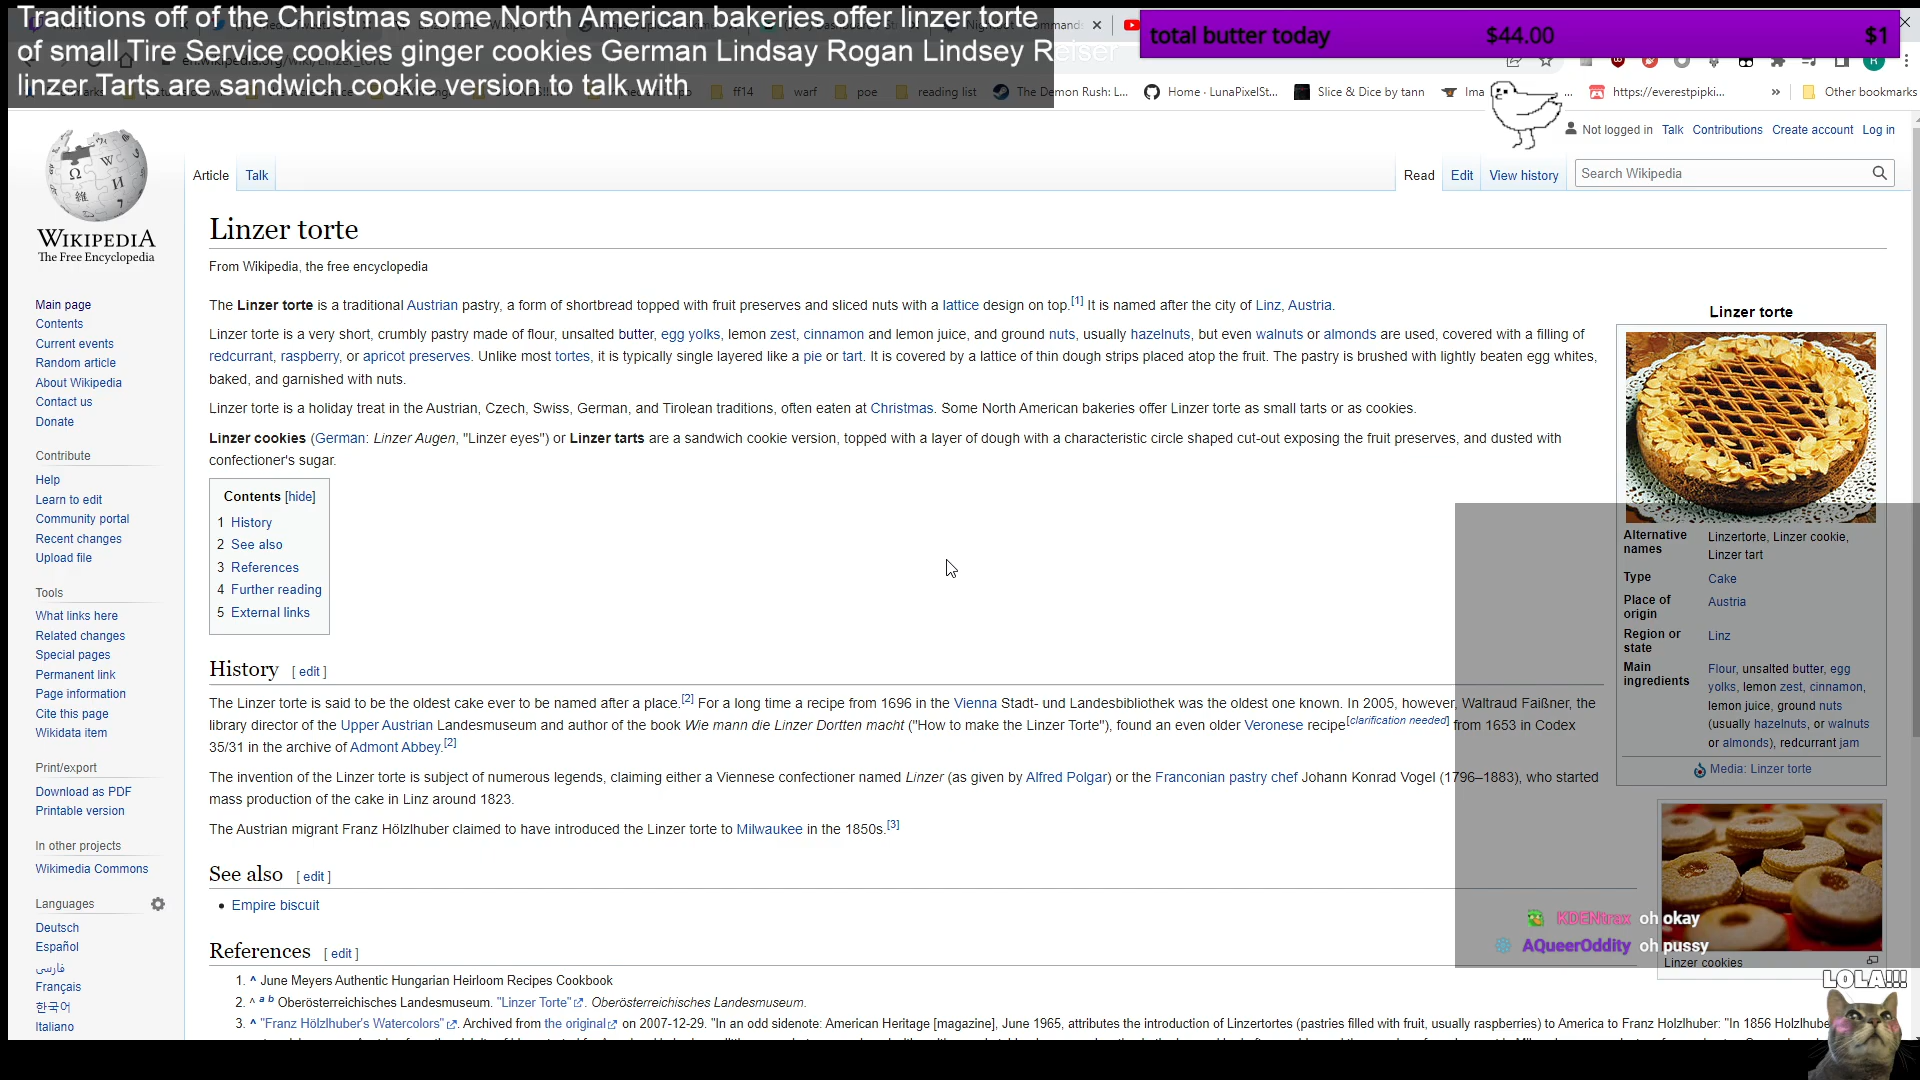 Traditions off of the Christmas some North American bakeries offer linzer torte
of small Tire Service cookies ginger cookies German Lindsay Rogan Lindsey Reiser
linzer Tarts are sandwich cookie version to talk with
total butter today $44.00 $1
ff14 warf poe reading list The Demon Rush: L... Home · LunaPixelSt... Slice & Dice by tann Ima https://everestpipki... » Other bookmarks
Not logged in Talk Contributions Create account Log in
Article Talk Read Edit View history Search Wikipedia
WIKIPEDIA
The Free Encyclopedia
Main page
Contents
Current events
Random article
About Wikipedia
Contact us
Donate
Contribute
Help
Learn to edit
Community portal
Recent changes
Upload file
Tools
What links here
Related changes
Special pages
Permanent link
Page information
Cite this page
Wikidata item
Print/export
Download as PDF
Printable version
In other projects
Wikimedia Commons
Languages
Deutsch
Español
فارسی
Français
한국어
Italiano
Linzer torte
From Wikipedia, the free encyclopedia
The Linzer torte is a traditional Austrian pastry, a form of shortbread topped with fruit preserves and sliced nuts with a lattice design on top.[1] It is named after the city of Linz, Austria.
Linzer torte is a very short, crumbly pastry made of flour, unsalted butter, egg yolks, lemon zest, cinnamon and lemon juice, and ground nuts, usually hazelnuts, but even walnuts or almonds are used, covered with a filling of
redcurrant, raspberry, or apricot preserves. Unlike most tortes, it is typically single layered like a pie or tart. It is covered by a lattice of thin dough strips placed atop the fruit. The pastry is brushed with lightly beaten egg whites,
baked, and garnished with nuts.
Linzer torte is a holiday treat in the Austrian, Czech, Swiss, German, and Tirolean traditions, often eaten at Christmas. Some North American bakeries offer Linzer torte as small tarts or as cookies.
Linzer cookies (German: Linzer Augen, "Linzer eyes") or Linzer tarts are a sandwich cookie version, topped with a layer of dough with a characteristic circle shaped cut-out exposing the fruit preserves, and dusted with
confectioner's sugar.
Contents [hide]
1 History
2 See also
3 References
4 Further reading
5 External links
History [ edit ]
The Linzer torte is said to be the oldest cake ever to be named after a place.[2] For a long time a recipe from 1696 in the Vienna Stadt- und Landesbibliothek was the oldest one known. In 2005, however, Waltraud Faißner, the
library director of the Upper Austrian Landesmuseum and author of the book Wie mann die Linzer Dortten macht ("How to make the Linzer Torte"), found an even older Veronese recipe[clarification needed] from 1653 in Codex
35/31 in the archive of Admont Abbey.[2]
The invention of the Linzer torte is subject of numerous legends, claiming either a Viennese confectioner named Linzer (as given by Alfred Polgar) or the Franconian pastry chef Johann Konrad Vogel (1796–1883), who started
mass production of the cake in Linz around 1823.
The Austrian migrant Franz Hölzlhuber claimed to have introduced the Linzer torte to Milwaukee in the 1850s.[3]
See also [ edit ]
• Empire biscuit
References [ edit ]
1. ^ June Meyers Authentic Hungarian Heirloom Recipes Cookbook
2. ^ a b Oberösterreichisches Landesmuseum. "Linzer Torte". Oberösterreichisches Landesmuseum.
3. ^ "Franz Hölzlhuber's Watercolors". Archived from the original on 2007-12-29. "In an odd sidenote: American Heritage [magazine], June 1965, attributes the introduction of Linzertortes (pastries filled with fruit, usually raspberries) to America to Franz Holzlhuber: "In 1856 Holzlhube
Linzer torte
Alternative names Linzertorte, Linzer cookie, Linzer tart
Type Cake
Place of origin Austria
Region or state Linz
Main ingredients Flour, unsalted butter, egg
yolks, lemon zest, cinnamon,
lemon juice, ground nuts
(usually hazelnuts, or walnuts
or almonds), redcurrant jam
Media: Linzer torte
KDENtrax oh okay
AQueerOddity oh pussy
Linzer cookies
LOLA!!!